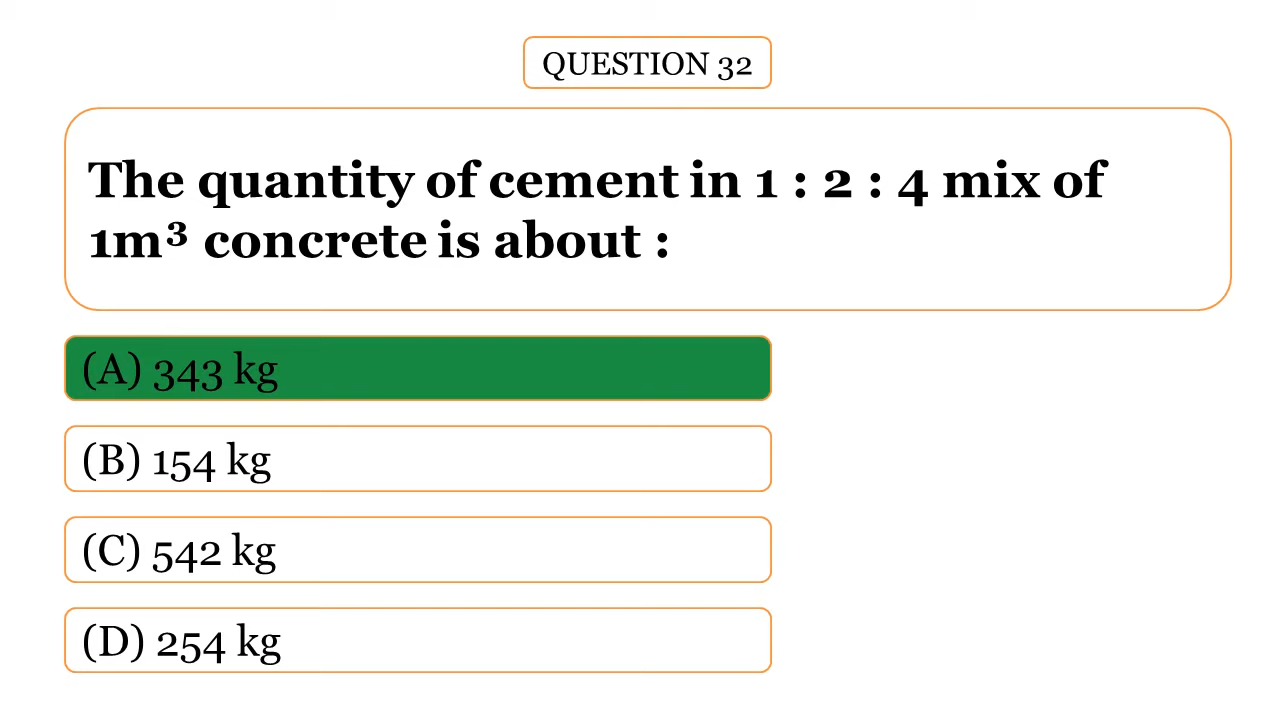 QUESTION 32
The quantity of cement in 1 : 2 : 4 mix of
1m³ concrete is about :
(A) 343 kg
(B) 154 kg
(C) 542 kg
(D) 254 kg